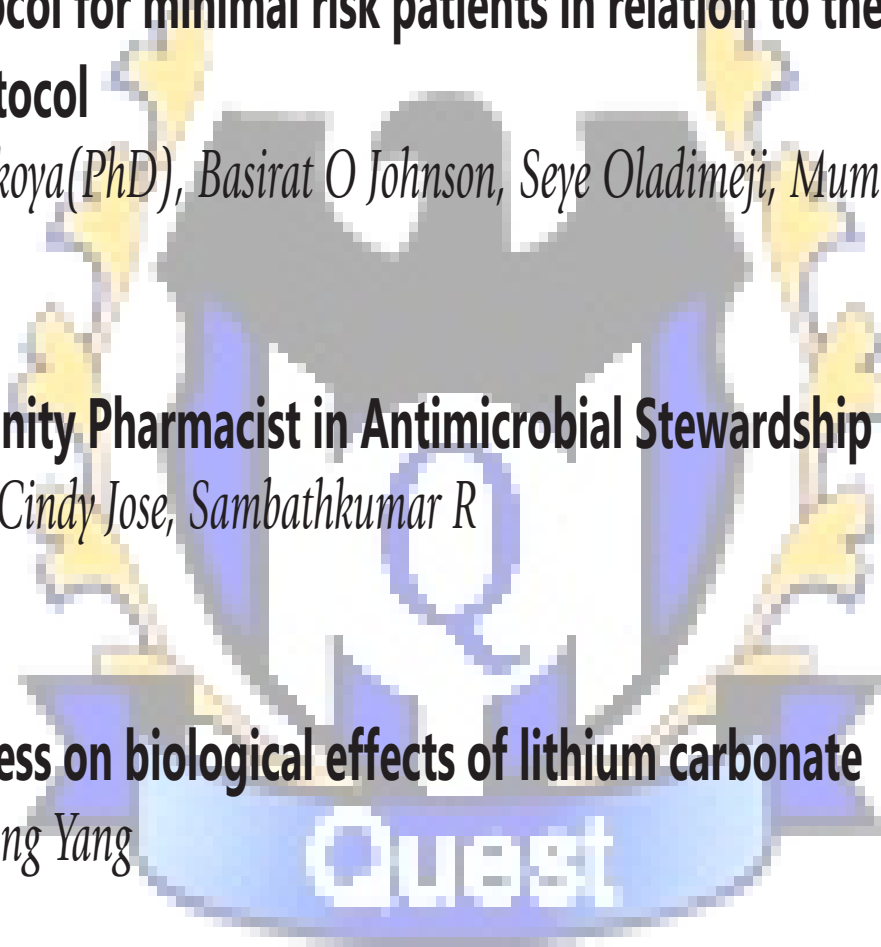 ocol for minimal risk patients in relation to the
tocol
koya(PhD), Basirat O Johnson, Seye Oladimeji, Mum
nity Pharmacist in Antimicrobial Stewardship
Cindy Jose, Sambathkumar R
Q
ess on biological effects of lithium carbonate
ng Yang
Quest